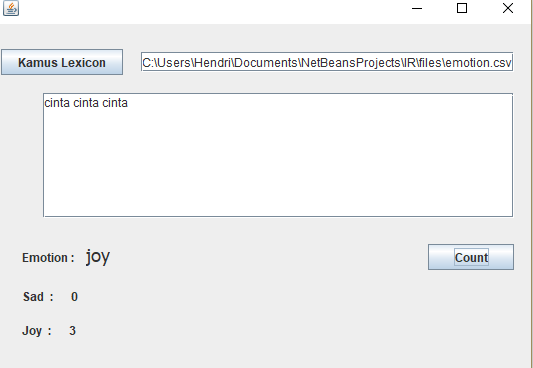 Kamus Lexicon C:\Users\Hendri\Documents\NetBeansProjects\IR\files\emotion.csv
cinta cinta cinta
Emotion : joy Count
Sad : 0
Joy : 3